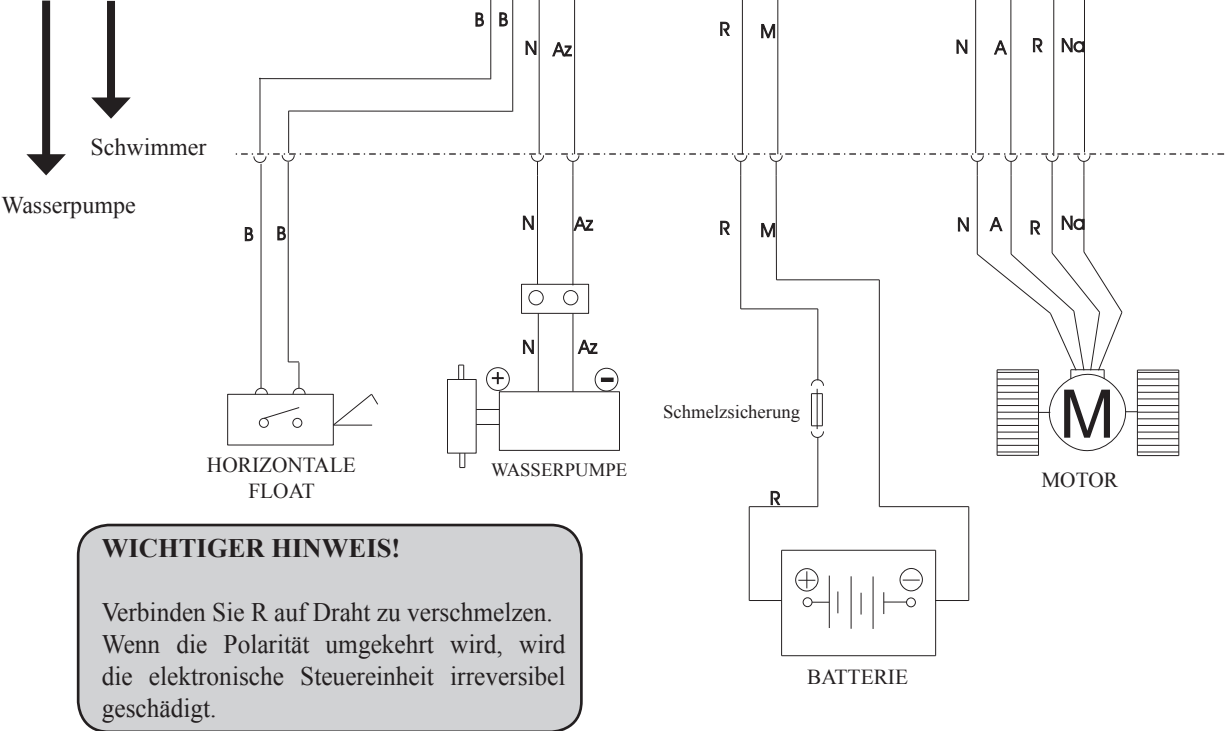 B B
N Az
R M
N A R Na
Schwimmer
Wasserpumpe
B B
N Az
R M
N A R Na
N Az
+ −
Schmelzsicherung
M
HORIZONTALE
FLOAT
WASSERPUMPE
MOTOR
R
WICHTIGER HINWEIS!
Verbinden Sie R auf Draht zu verschmelzen.
Wenn die Polarität umgekehrt wird, wird
die elektronische Steuereinheit irreversibel
geschädigt.
+ −
BATTERIE